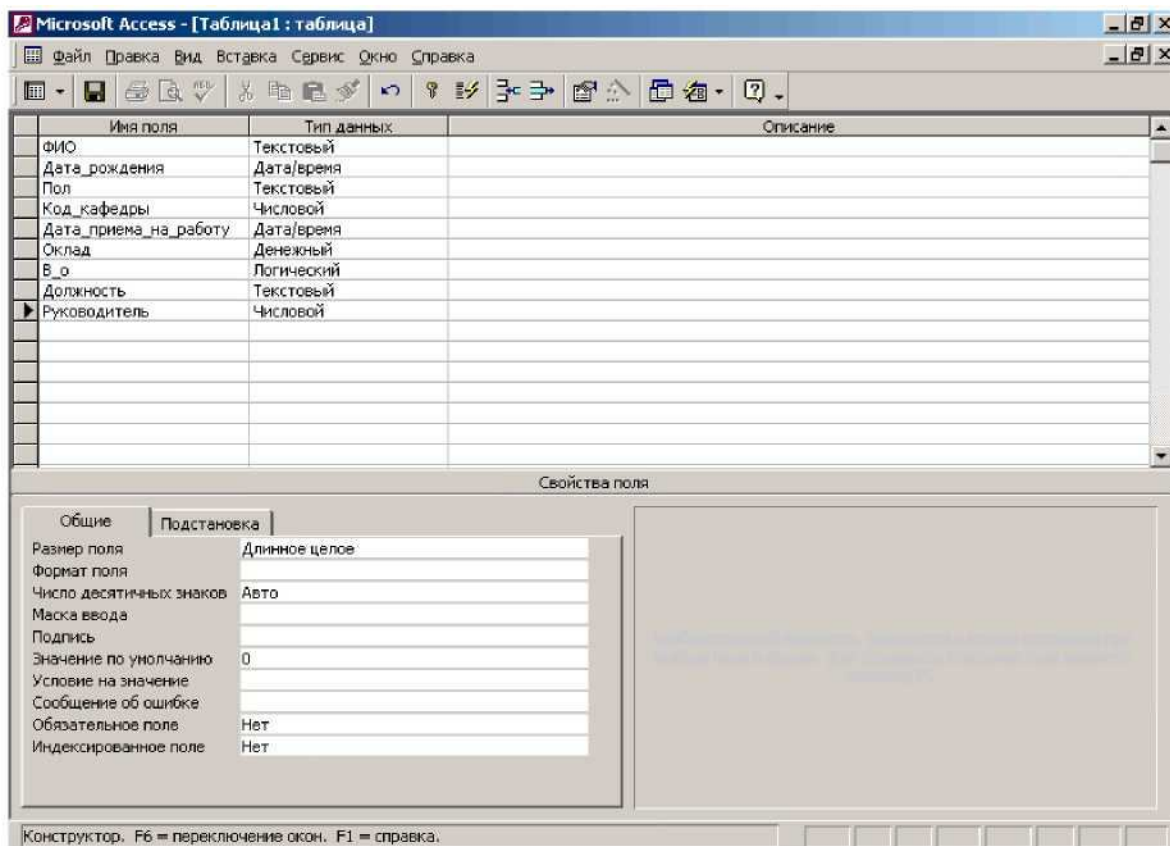 Microsoft Access - [Таблица1 : таблица]
Файл Правка Вид Вставка Сервис Окно Справка
Имя поля Тип данных Описание
ФИО Текстовый
Дата_рождения Дата/время
Пол Текстовый
Код_кафедры Числовой
Дата_приема_на_работу Дата/время
Оклад Денежный
В_о Логический
Должность Текстовый
Руководитель Числовой
Свойства поля
Общие Подстановка
Размер поля Длинное целое
Формат поля
Число десятичных знаков Авто
Маска ввода
Подпись
Значение по умолчанию 0
Условие на значение
Сообщение об ошибке
Обязательное поле Нет
Индексированное поле Нет
Конструктор. F6 = переключение окон. F1 = справка.